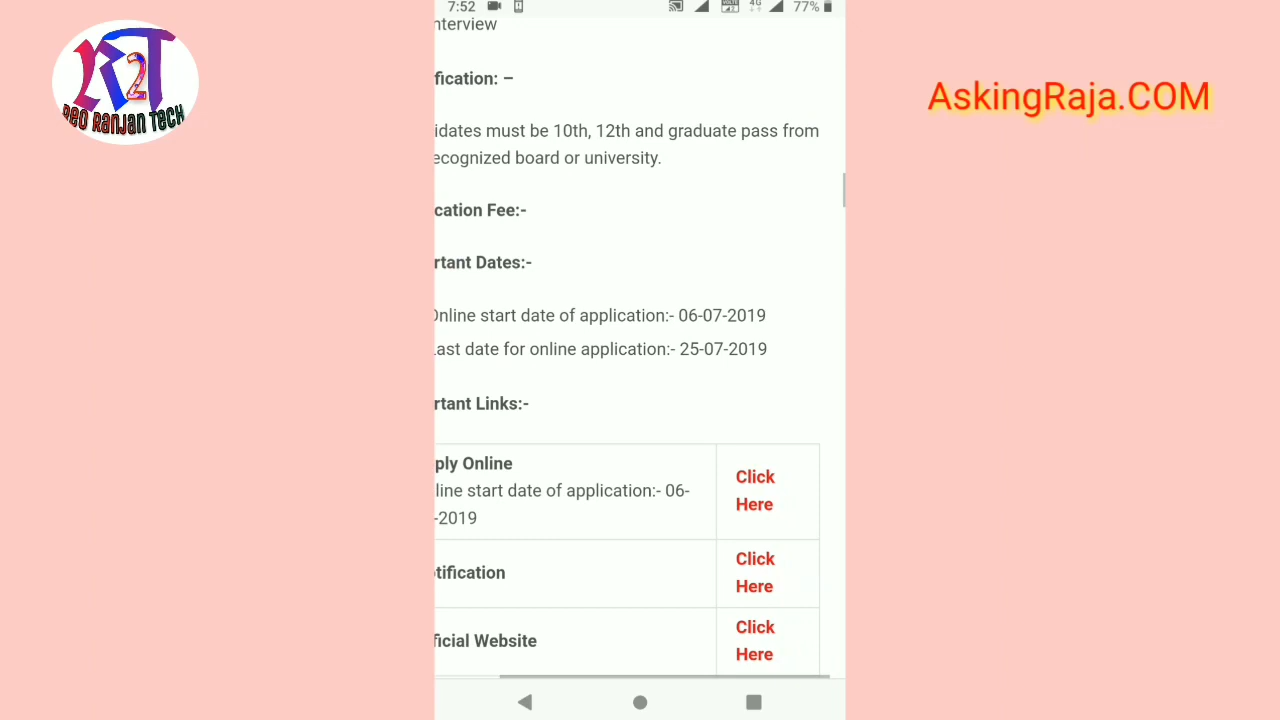 7:52
4G
77%
nterview
R2T
REO RANJAN TECH
AskingRaja.COM
fication: –
idates must be 10th, 12th and graduate pass from
ecognized board or university.
cation Fee:-
rtant Dates:-
Online start date of application:- 06-07-2019
Last date for online application:- 25-07-2019
rtant Links:-
ply Online
line start date of application:- 06-
-2019
Click
Here
tification
Click
Here
ficial Website
Click
Here